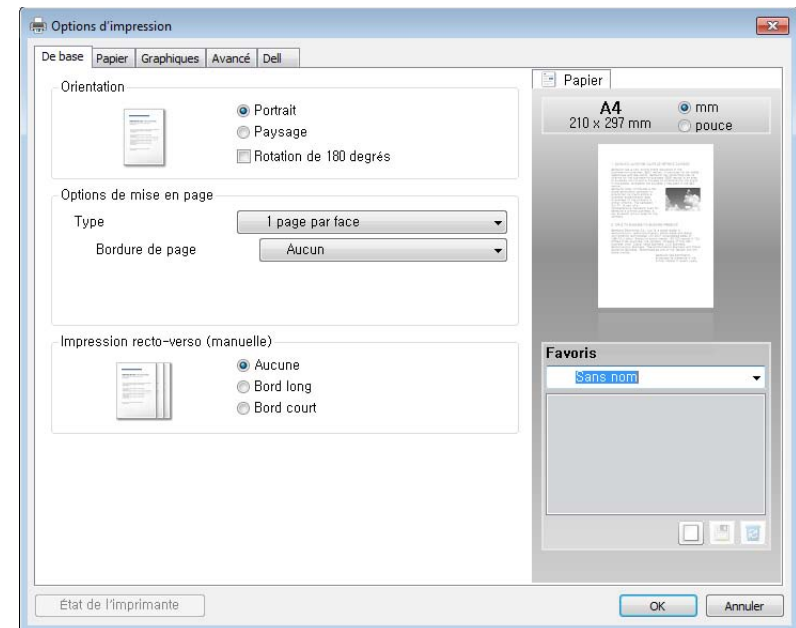 Options d'impression
De base Papier Graphiques Avancé Dell
Orientation
Portrait
Paysage
Rotation de 180 degrés
Options de mise en page
Type 1 page par face
Bordure de page Aucun
Impression recto-verso (manuelle)
Aucune
Bord long
Bord court
État de l'imprimante
Papier
A4 mm
210 x 297 mm pouce
Favoris
Sans nom
OK Annuler